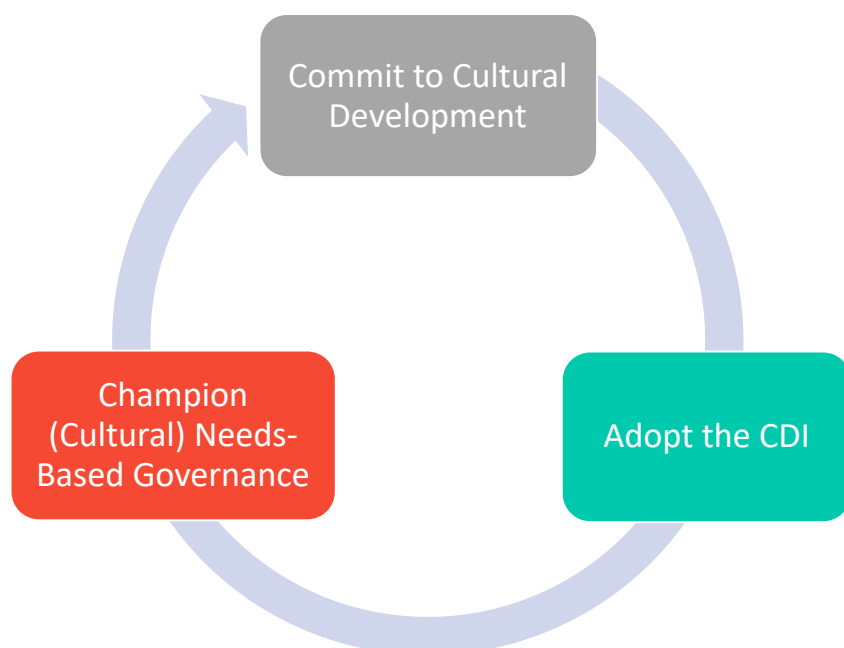 Commit to Cultural
Development
Adopt the CDI
Champion
(Cultural) Needs-
Based Governance